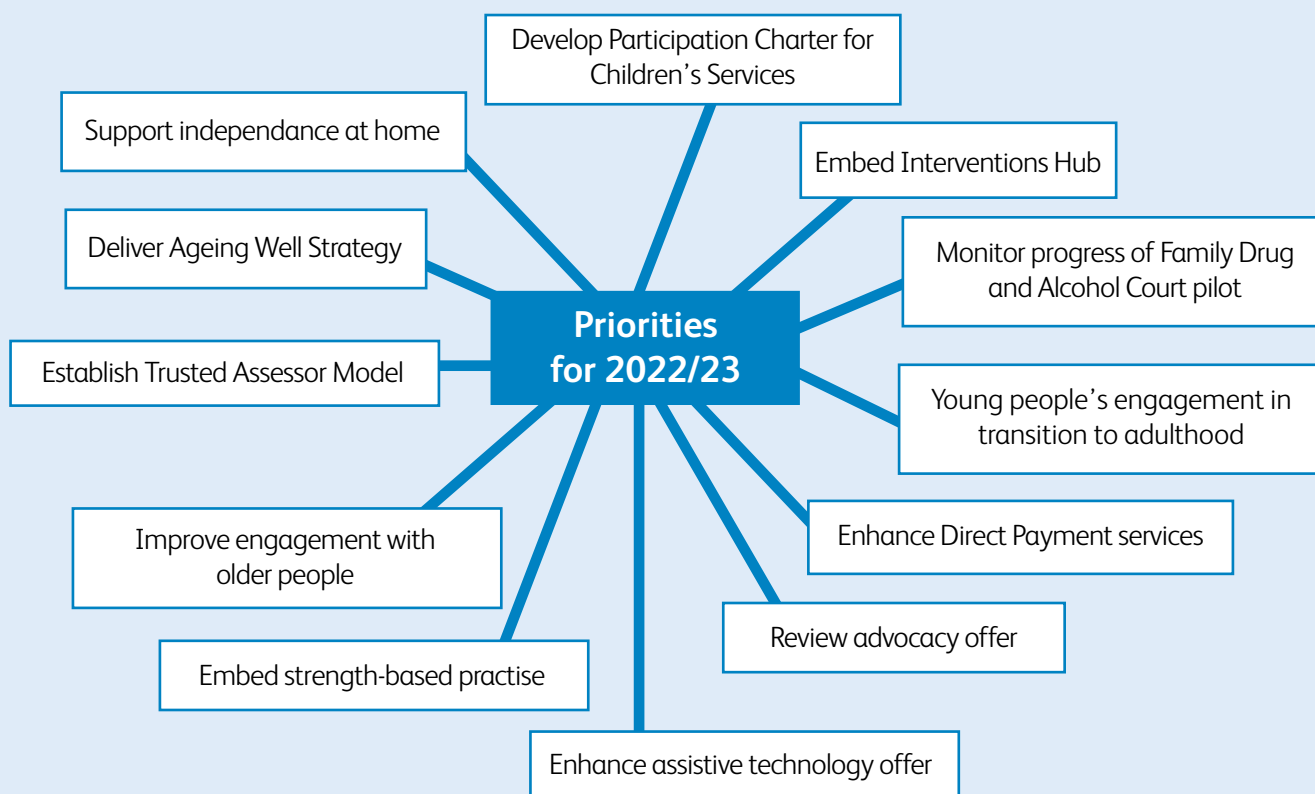 Develop Participation Charter for
Children’s Services
Support independance at home
Embed Interventions Hub
Deliver Ageing Well Strategy
Monitor progress of Family Drug
and Alcohol Court pilot
Priorities
for 2022/23
Establish Trusted Assessor Model
Young people’s engagement in
transition to adulthood
Improve engagement with
older people
Enhance Direct Payment services
Review advocacy offer
Embed strength-based practise
Enhance assistive technology offer